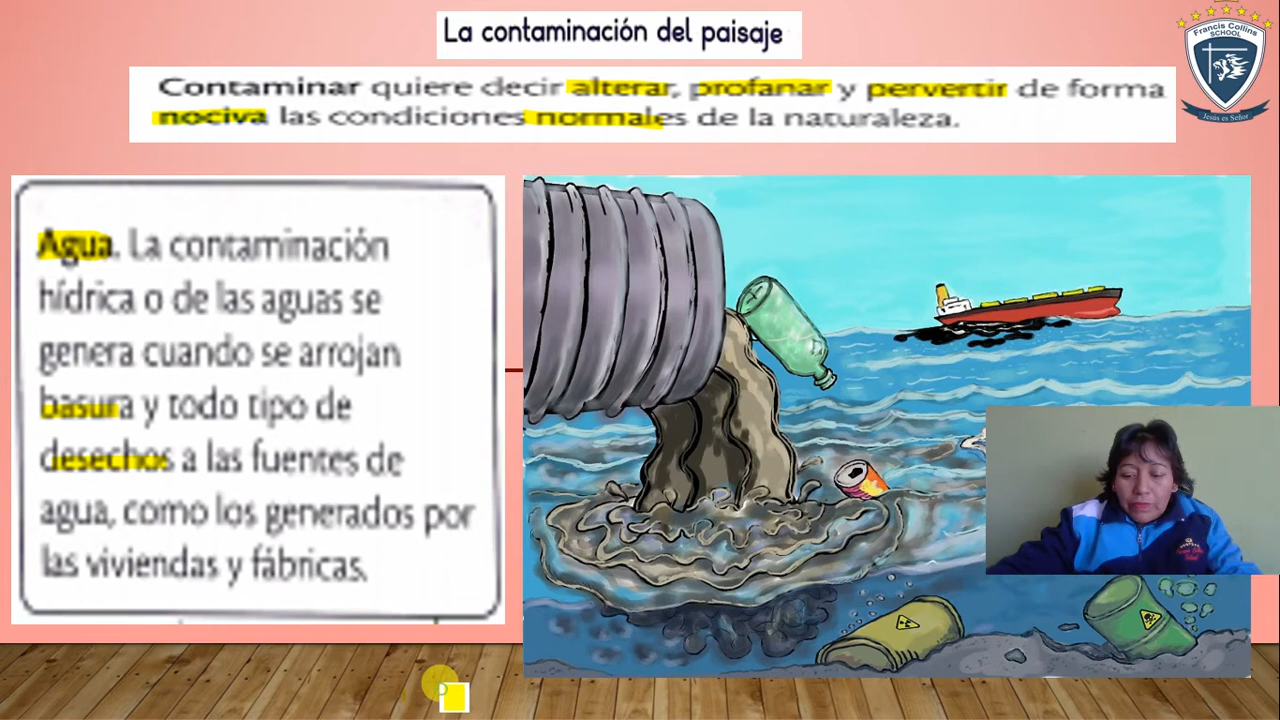 La contaminación del paisaje
Francis Collins
SCHOOL
Jesús es Señor
Contaminar quiere decir alterar, profanar y pervertir de forma
nociva las condiciones normales de la naturaleza.
Agua. La contaminación
hídrica o de las aguas se
genera cuando se arrojan
basura y todo tipo de
desechos a las fuentes de
agua, como los generados por
las viviendas y fábricas.